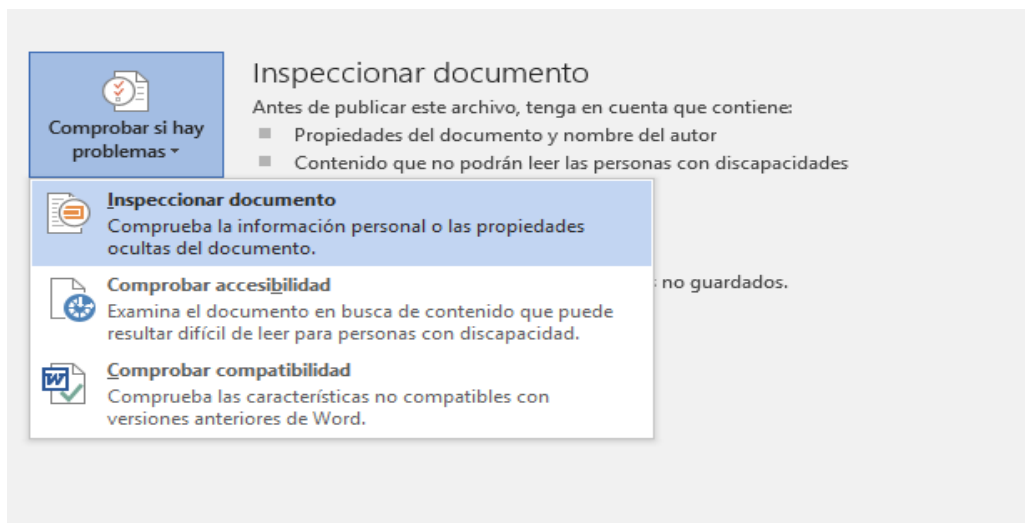 Comprobar si hay
problemas
Inspeccionar documento
Antes de publicar este archivo, tenga en cuenta que contiene:
Propiedades del documento y nombre del autor
Contenido que no podrán leer las personas con discapacidades
Inspeccionar documento
Comprueba la información personal o las propiedades
ocultas del documento.
no guardados.
Comprobar accesibilidad
Examina el documento en busca de contenido que puede
resultar difícil de leer para personas con discapacidad.
Comprobar compatibilidad
Comprueba las características no compatibles con
versiones anteriores de Word.